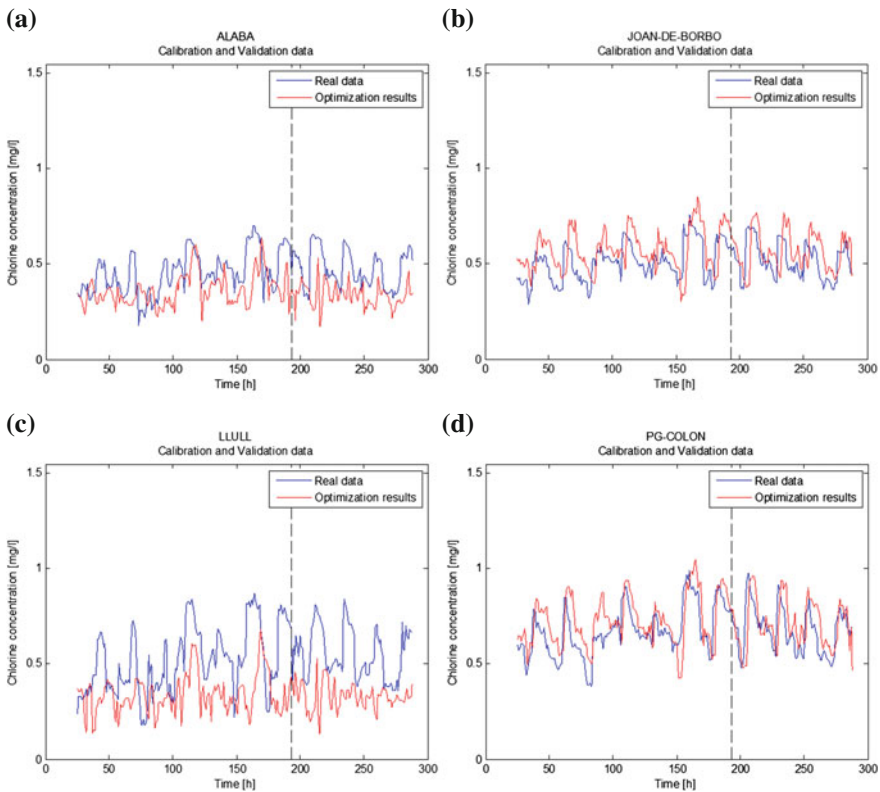 (a)
ALABA
Calibration and Validation data
1.5
1
0.5
0
Chlorine concentration [mg/l]
Real data
Optimization results
0 50 100 150 200 250 300
Time [h]
(b)
JOAN-DE-BORBO
Calibration and Validation data
1.5
1
0.5
0
Chlorine concentration [mg/l]
Real data
Optimization results
0 50 100 150 200 250 300
Time [h]
(c)
LLULL
Calibration and Validation data
1.5
1
0.5
0
Chlorine concentration [mg/l]
Real data
Optimization results
0 50 100 150 200 250 300
Time [h]
(d)
PG-COLON
Calibration and Validation data
1.5
1
0.5
0
Chlorine concentration [mg/l]
Real data
Optimization results
0 50 100 150 200 250 300
Time [h]